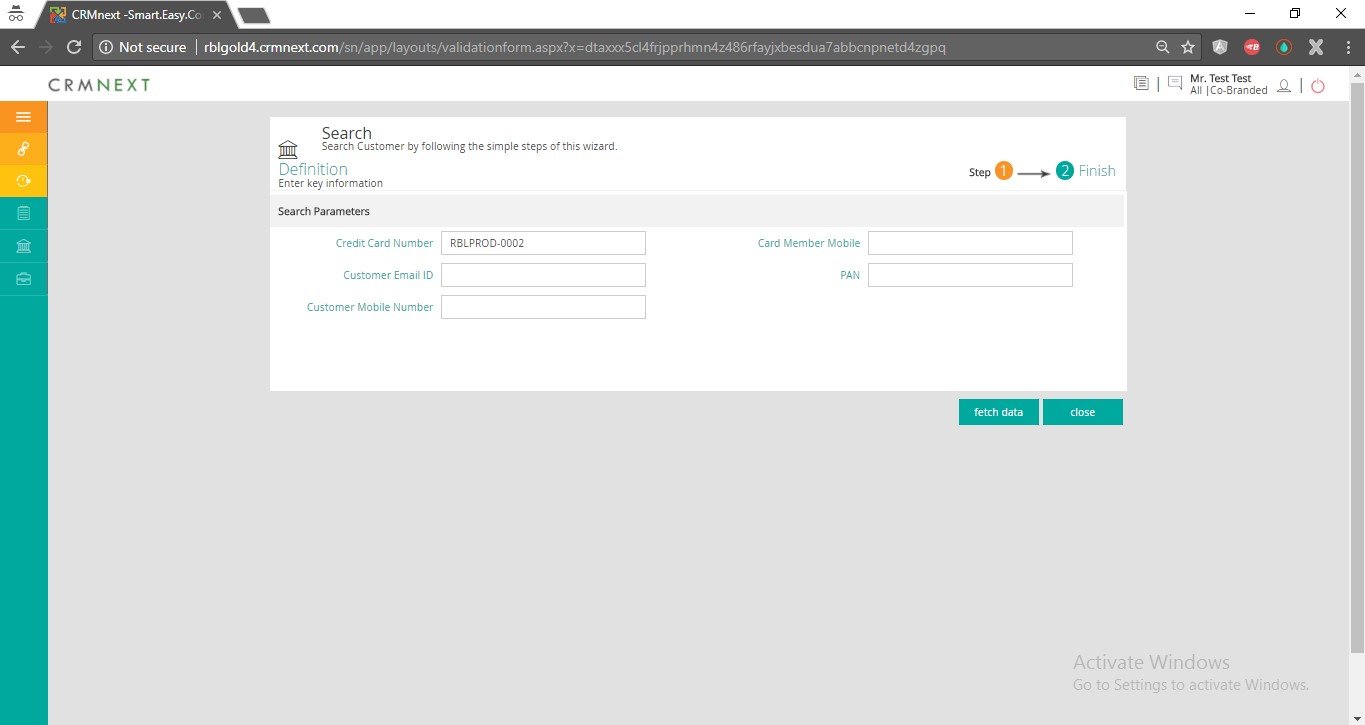 CRMnext -Smart.Easy.Co
Not secure
rblgold4.crmnext.com/sn/app/layouts/validationform.aspx?x=dtaxxx5cl4frjpprhmn4z486rfayjxbesdua7abbcnpnetd4zgpq
CRMNEXT
Mr. Test Test
All |Co-Branded
Search
Search Customer by following the simple steps of this wizard.
Definition
Enter key information
Step 1 2 Finish
Search Parameters
Credit Card Number RBLPROD-0002
Card Member Mobile
Customer Email ID
PAN
Customer Mobile Number
fetch data
close
Activate Windows
Go to Settings to activate Windows.